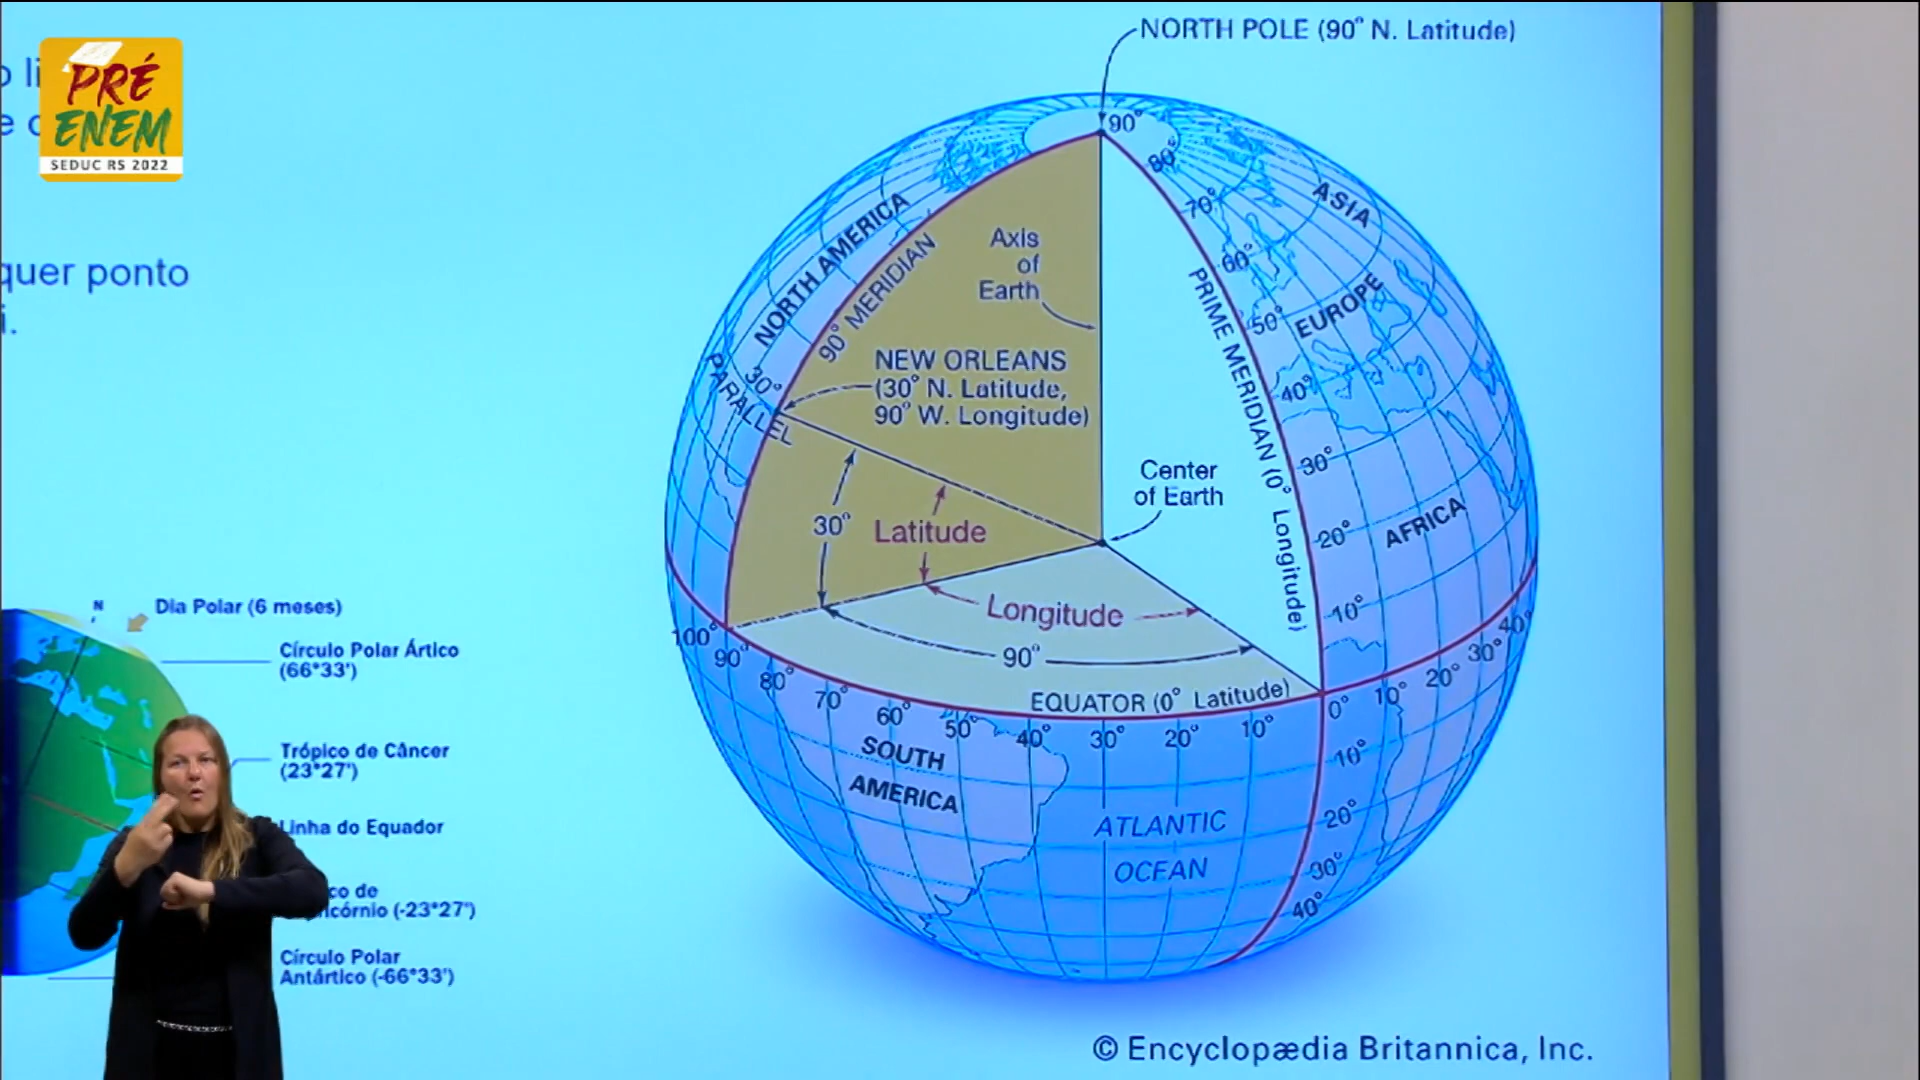 PRÉ
ENEM
SEDUC RS 2022
quer ponto
N
Dia Polar (6 meses)
Círculo Polar Ártico
(66°33')
Trópico de Câncer
(23°27')
Linha do Equador
co de
icórnio (-23°27')
Círculo Polar
Antártico (-66°33')
NORTH POLE (90° N. Latitude)
90°
80°
70°
60°
50°
40°
30°
20°
10°
ASIA
EUROPE
AFRICA
NORTH AMERICA
90° MERIDIAN
Axis
of
Earth
NEW ORLEANS
(30° N. Latitude,
90° W. Longitude)
30°
PARALLEL
PRIME MERIDIAN (0° Longitude)
Center
of Earth
30°
Latitude
Longitude
90°
EQUATOR (0° Latitude)
100°
90°
80°
70°
60°
50°
40°
30°
20°
10°
0°
10°
20°
30°
40°
10°
20°
30°
40°
SOUTH
AMERICA
ATLANTIC
OCEAN
© Encyclopædia Britannica, Inc.